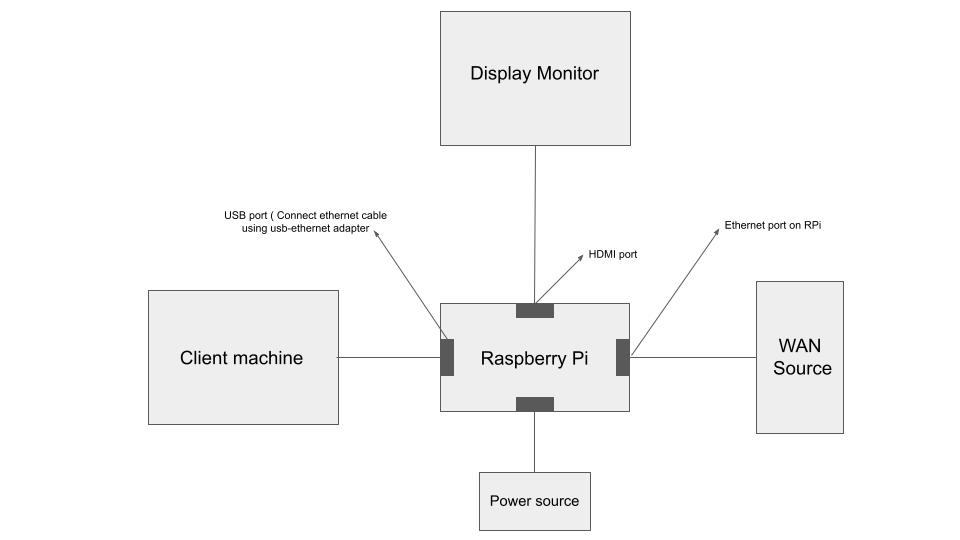 Display Monitor
USB port ( Connect ethernet cable
using usb-ethernet adapter
Ethernet port on RPi
HDMI port
Client machine
Raspberry Pi
WAN
Source
Power source